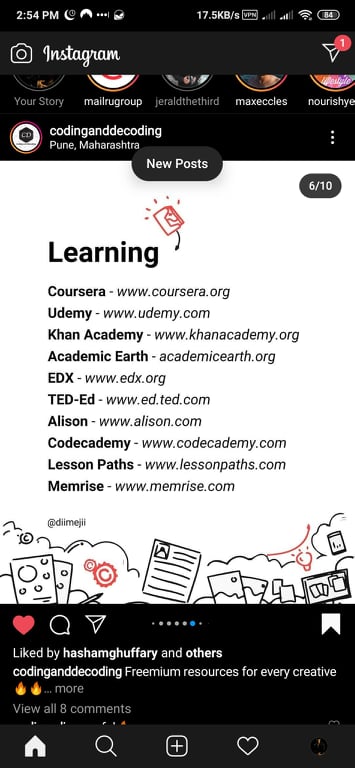 2:54 PM
17.5KB/s VPN 84
Instagram
1
Your Story mailrugroup jeraldthethird maxeccles nourishye
codinganddecoding
Pune, Maharashtra
New Posts
6/10
Learning
Coursera - www.coursera.org
Udemy - www.udemy.com
Khan Academy - www.khanacademy.org
Academic Earth - academicearth.org
EDX - www.edx.org
TED-Ed - www.ed.ted.com
Alison - www.alison.com
Codecademy - www.codecademy.com
Lesson Paths - www.lessonpaths.com
Memrise - www.memrise.com
@diimejii
Liked by hashamghuffary and others
codinganddecoding Freemium resources for every creative
🔥🔥... more
View all 8 comments